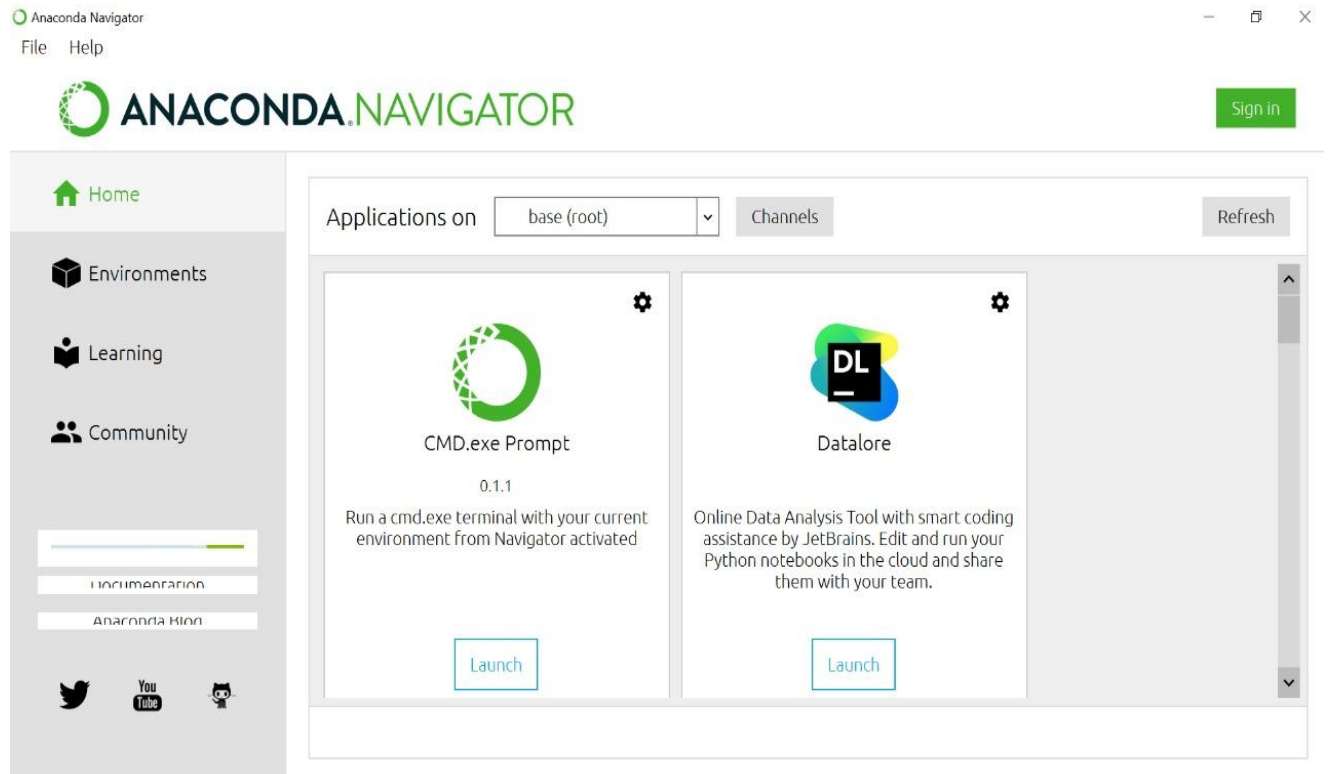 Anaconda Navigator
File Help
ANACONDA.NAVIGATOR
Sign in
Home
Environments
Learning
Community
Documentation
Anaconda Blog
You
Tube
Applications on base (root) Channels Refresh
CMD.exe Prompt
0.1.1
Run a cmd.exe terminal with your current
environment from Navigator activated
Launch
DL
Datalore
Online Data Analysis Tool with smart coding
assistance by JetBrains. Edit and run your
Python notebooks in the cloud and share
them with your team.
Launch